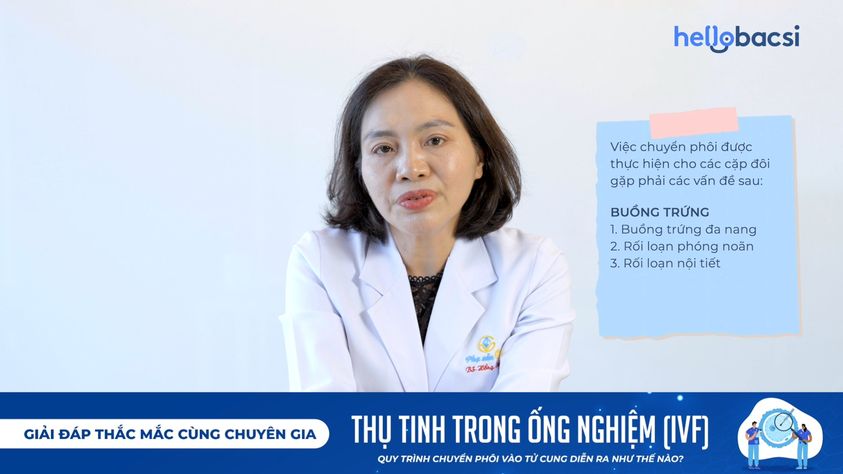 hellobacsi
Việc chuyển phôi được
thực hiện cho các cặp đôi
gặp phải các vấn đề sau:
BUỒNG TRỨNG
1. Buồng trứng đa nang
2. Rối loạn phóng noãn
3. Rối loạn nội tiết
GIẢI ĐÁP THẮC MẮC CÙNG CHUYÊN GIA
THỤ TINH TRONG ỐNG NGHIỆM (IVF)
QUY TRÌNH CHUYỂN PHÔI VÀO TỬ CUNG DIỄN RA NHƯ THẾ NÀO?